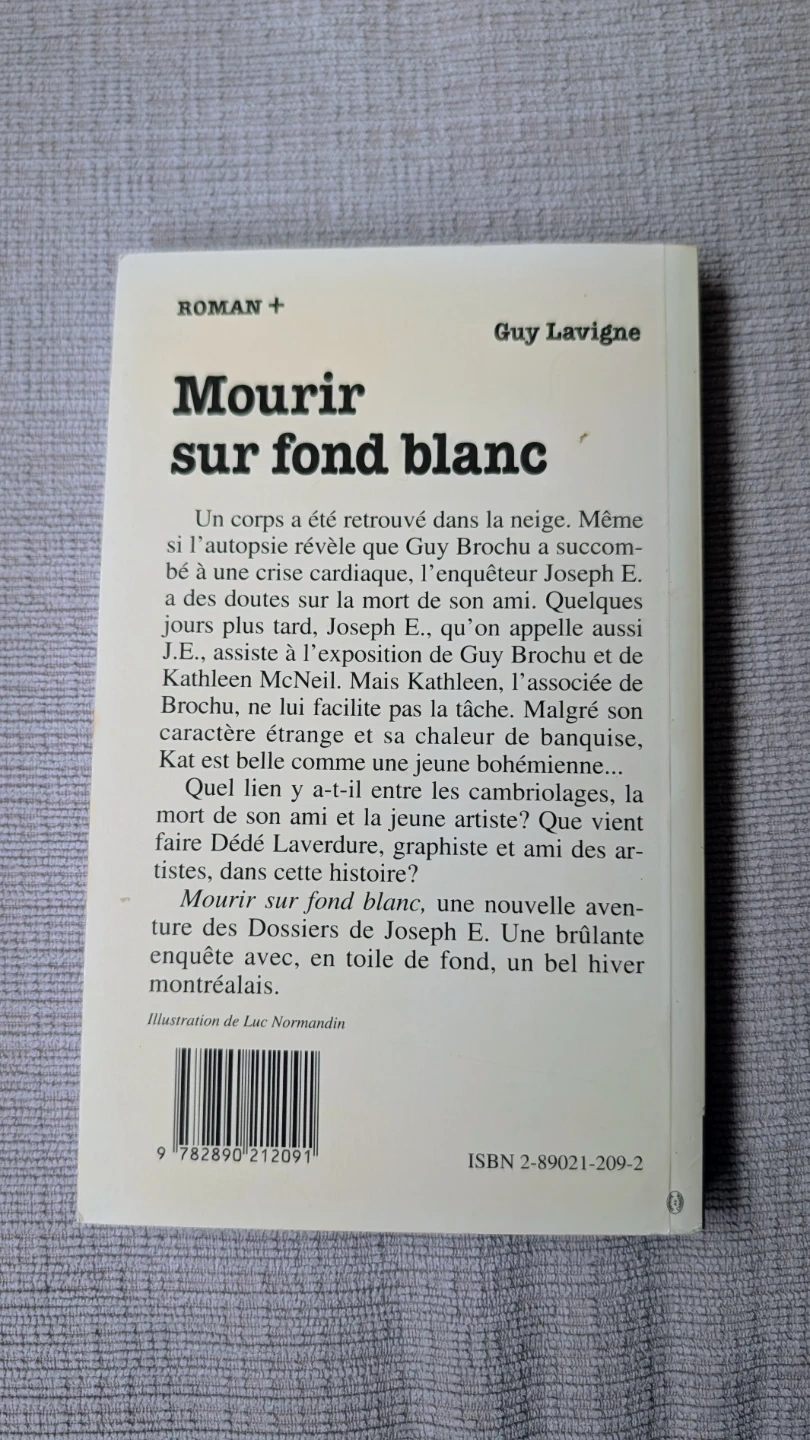 ROMAN +
Guy Lavigne
Mourir
sur fond blanc
Un corps a été retrouvé dans la neige. Même
si l'autopsie révèle que Guy Brochu a succom-
bé à une crise cardiaque, l'enquêteur Joseph E.
a des doutes sur la mort de son ami. Quelques
jours plus tard, Joseph E., qu'on appelle aussi
J.E., assiste à l'exposition de Guy Brochu et de
Kathleen McNeil. Mais Kathleen, l'associée de
Brochu, ne lui facilite pas la tâche. Malgré son
caractère étrange et sa chaleur de banquise,
Kat est belle comme une jeune bohémienne...
Quel lien y a-t-il entre les cambriolages, la
mort de son ami et la jeune artiste? Que vient
faire Dédé Laverdure, graphiste et ami des ar-
tistes, dans cette histoire?
Mourir sur fond blanc, une nouvelle aven-
ture des Dossiers de Joseph E. Une brûlante
enquête avec, en toile de fond, un bel hiver
montréalais.
Illustration de Luc Normandin
9 782890 212091
ISBN 2-89021-209-2